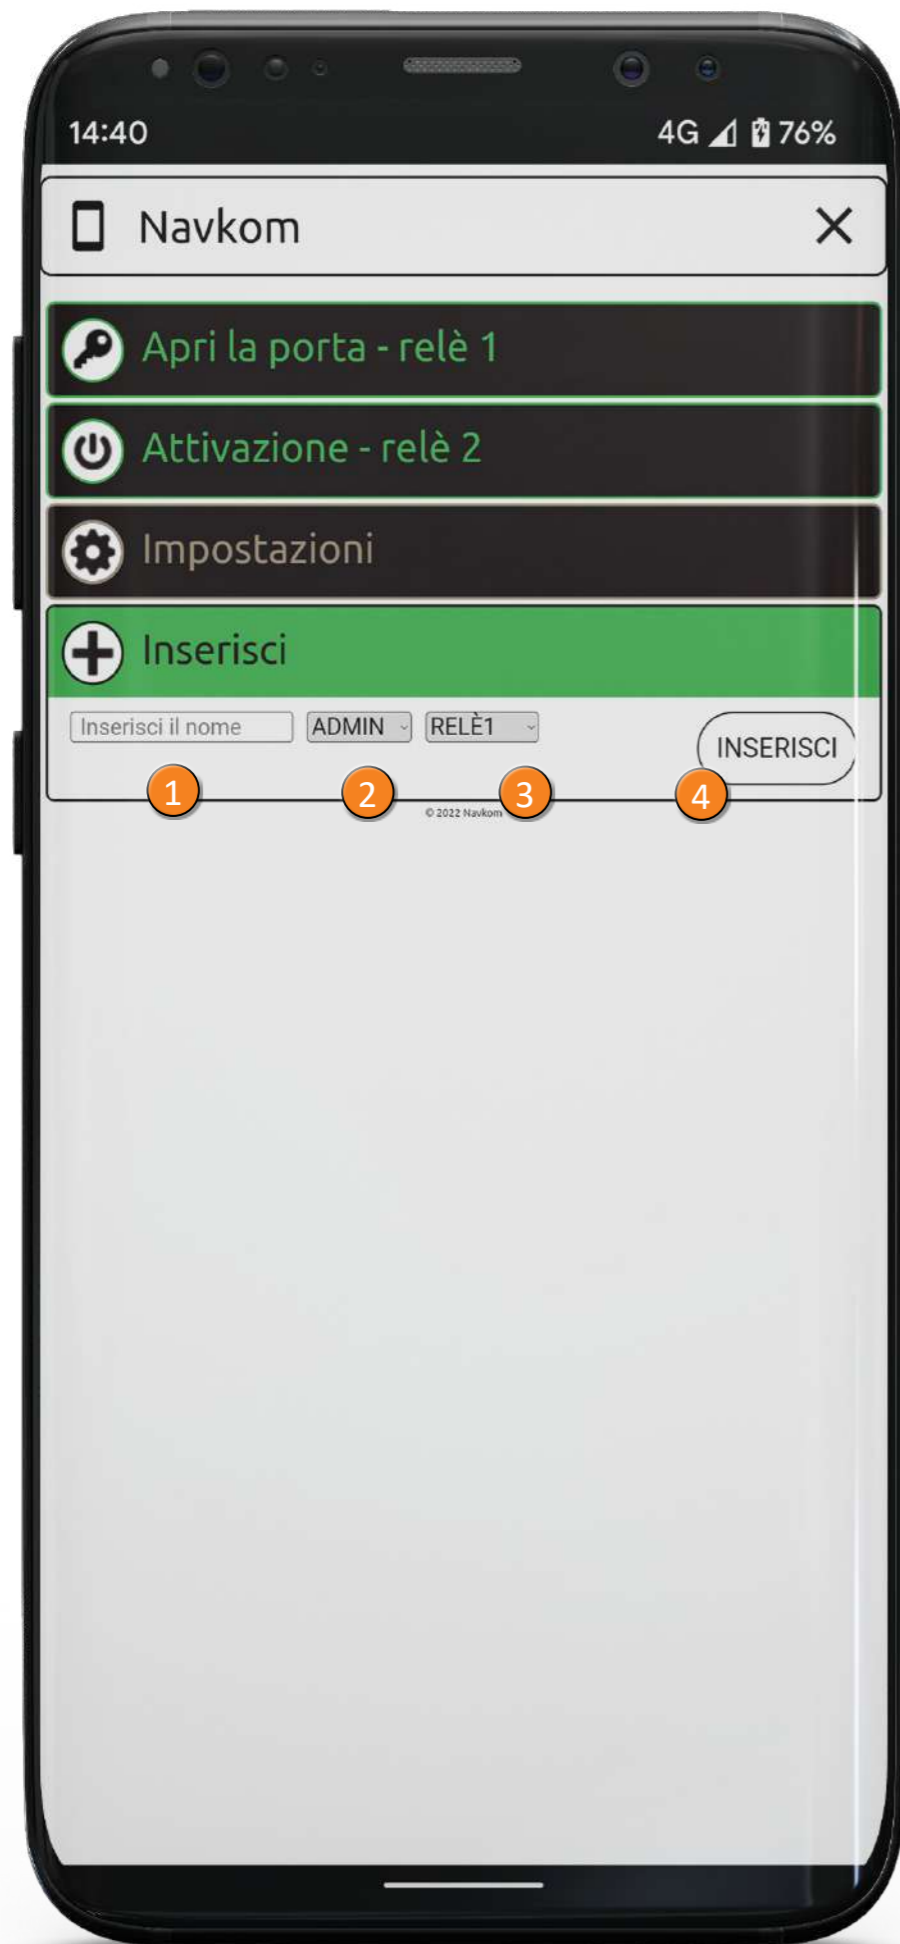 14:40 4G 76%
Navkom
Apri la porta - relè 1
Attivazione - relè 2
Impostazioni
Inserisci
Inserisci il nome ADMIN RELÈ1 INSERISCI
1 2 3 4
© 2022 Navkom